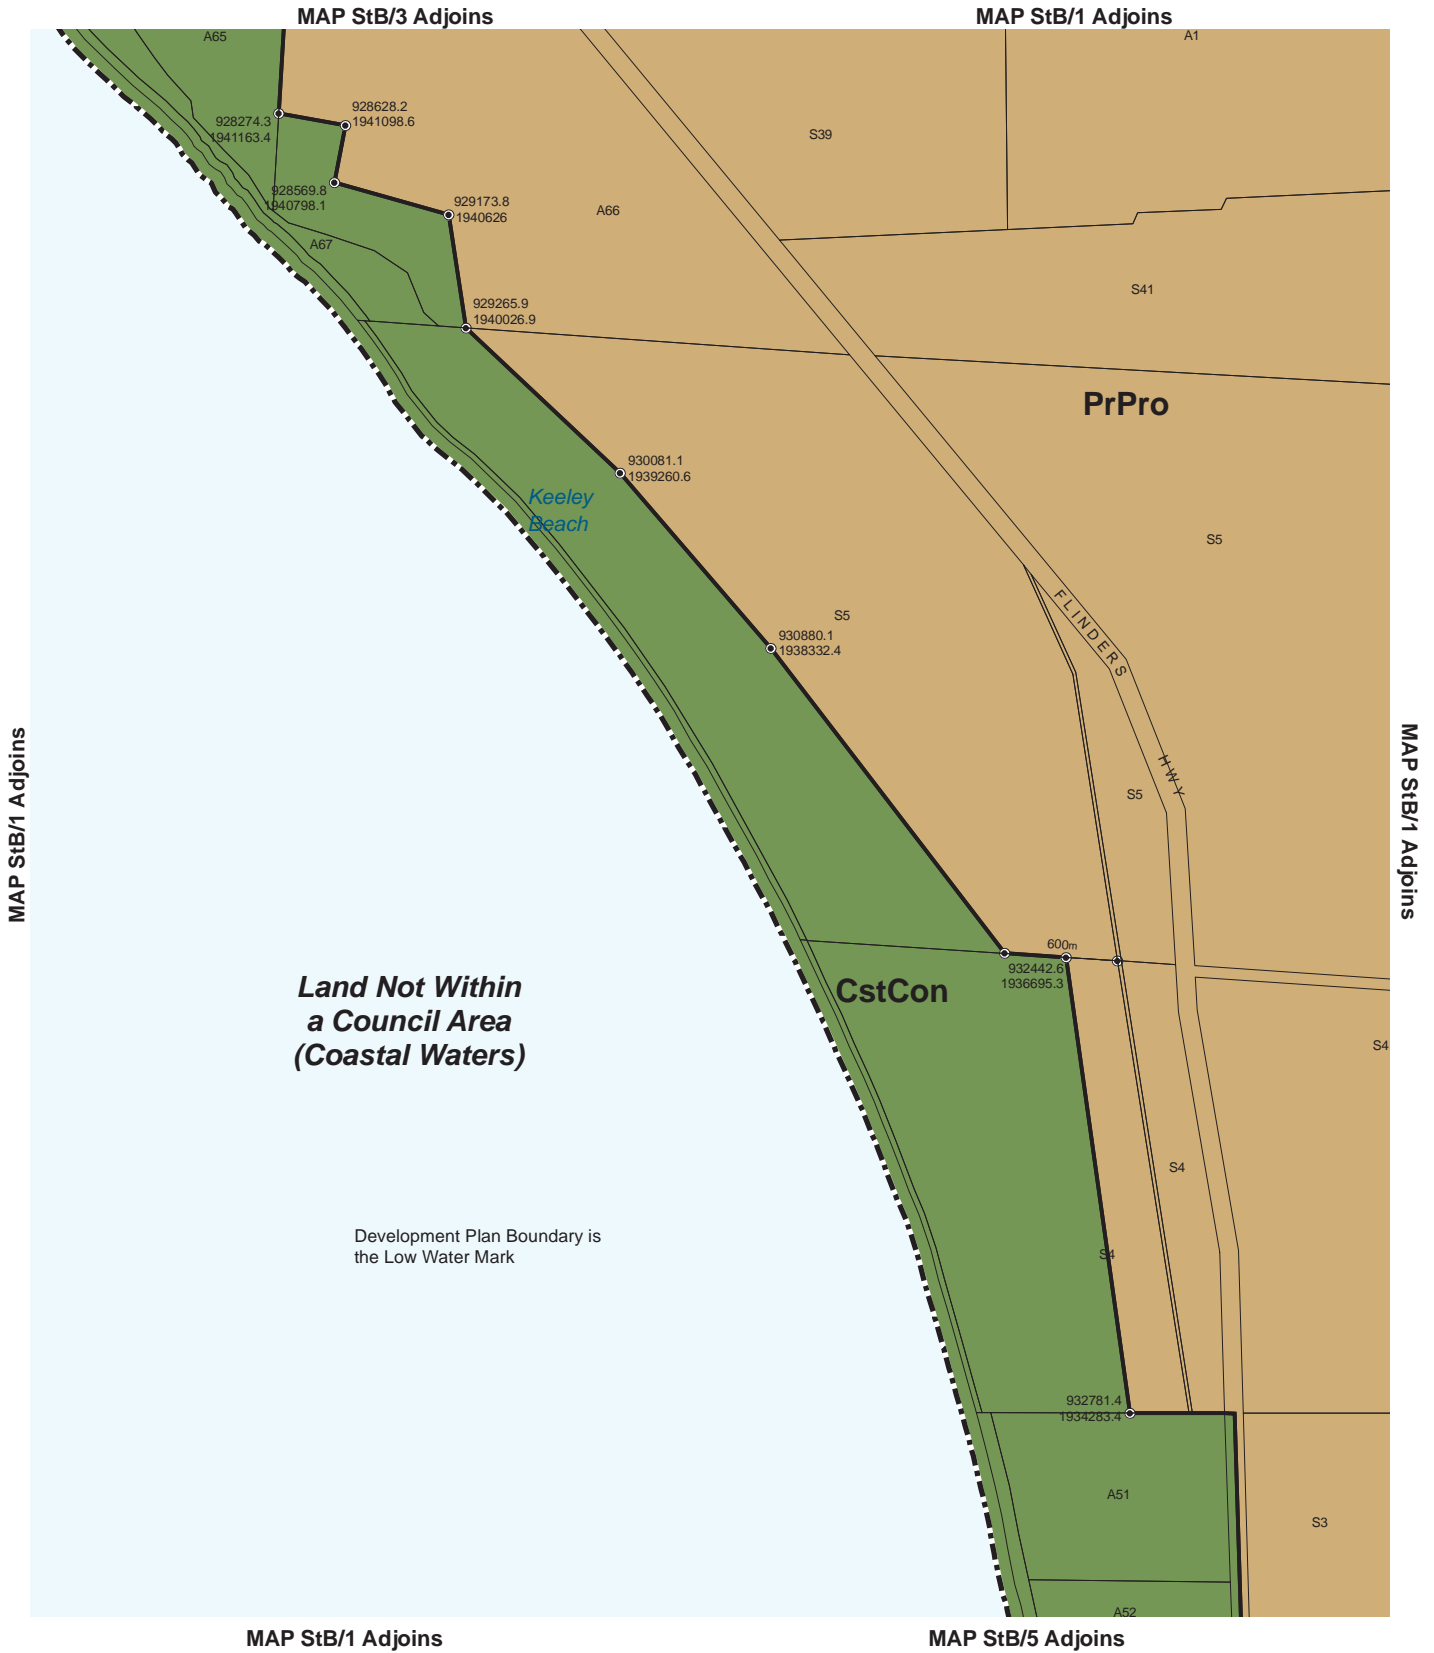 MAP StB/3 Adjoins
MAP StB/1 Adjoins
A65
A1
928628.2
1941098.6
928274.3
1941163.4
S39
928569.8
1940798.1
929173.8
1940626
A66
A67
S41
929265.9
1940026.9
PrPro
930081.1
1939260.6
Keeley
Beach
S5
S5
930880.1
1938332.4
FLINDERS
HWY
S5
MAP StB/1 Adjoins
MAP StB/1 Adjoins
600m
932442.6
1936695.3
CstCon
Land Not Within
a Council Area
(Coastal Waters)
S4
S4
Development Plan Boundary is
the Low Water Mark
S4
932781.4
1934283.4
A51
S3
A52
MAP StB/1 Adjoins
MAP StB/5 Adjoins